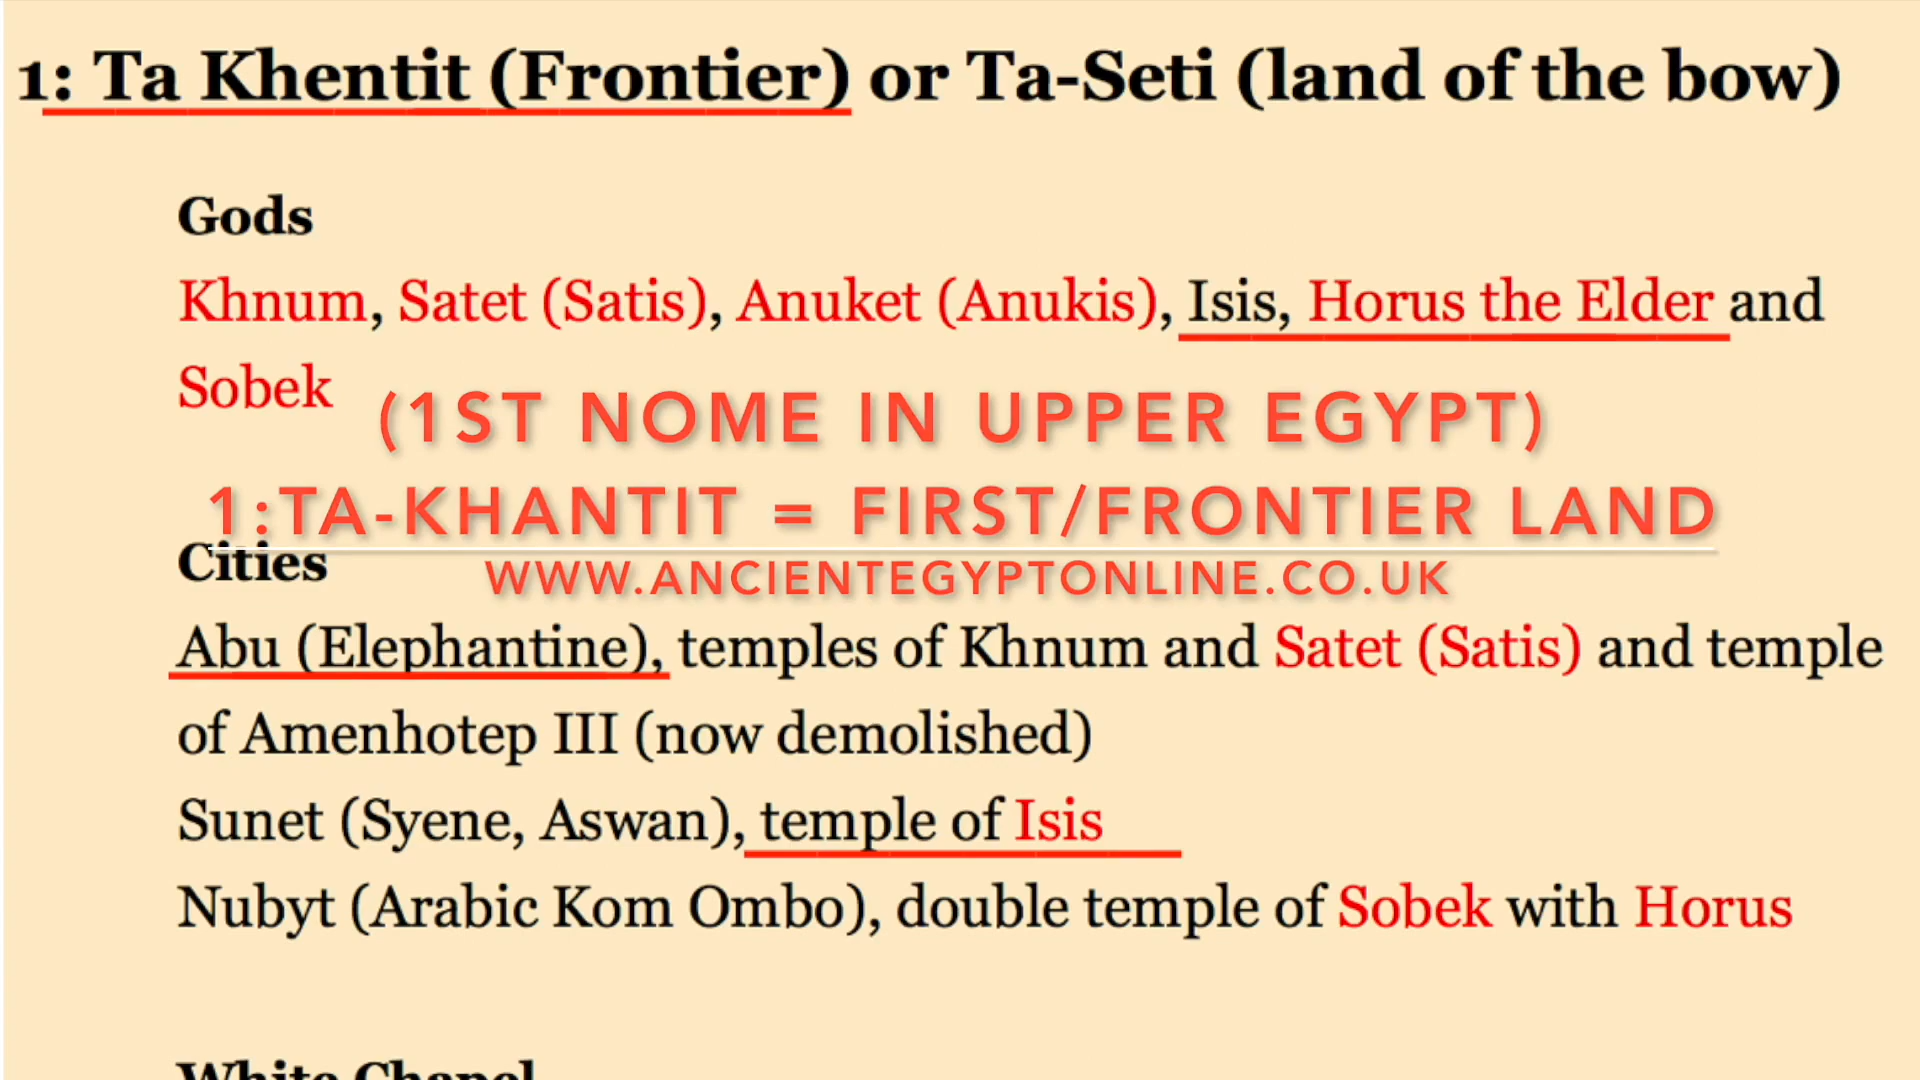 1: Ta Khentit (Frontier) or Ta-Seti (land of the bow)
Gods
Khnum, Satet (Satis), Anuket (Anukis), Isis, Horus the Elder and
Sobek
(1ST NOME IN UPPER EGYPT)
1:TA-KHANTIT = FIRST/FRONTIER LAND
Cities
WWW.ANCIENTEGYPTONLINE.CO.UK
Abu (Elephantine), temples of Khnum and Satet (Satis) and temple
of Amenhotep III (now demolished)
Sunet (Syene, Aswan), temple of Isis
Nubyt (Arabic Kom Ombo), double temple of Sobek with Horus
White Chapel